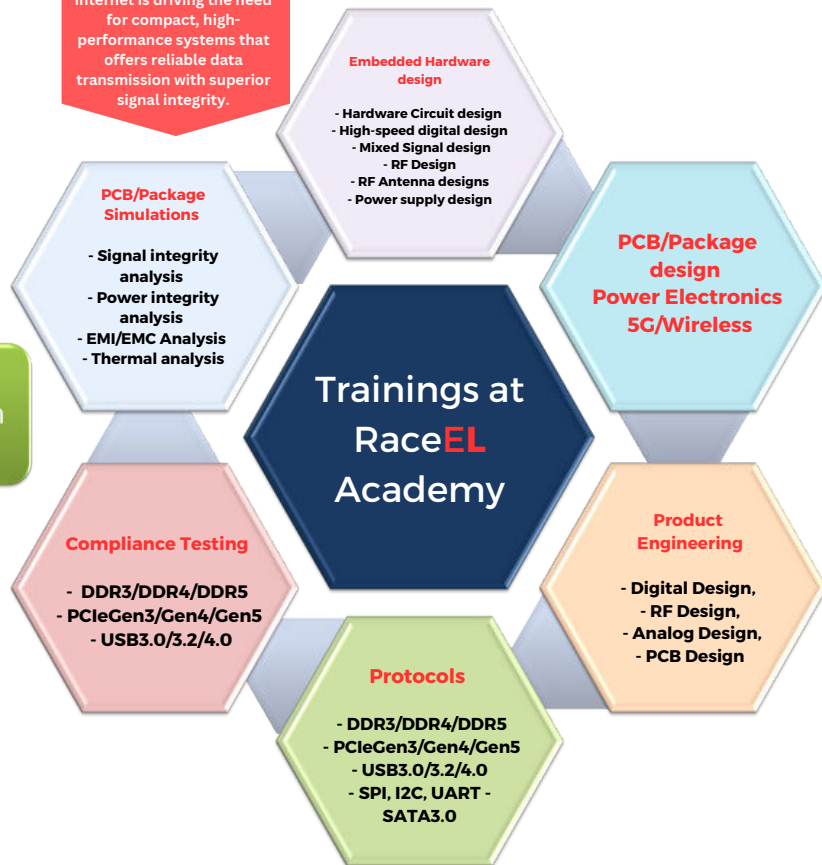 internet is driving the need
for compact, high-
performance systems that
offers reliable data
transmission with superior
signal integrity.
Embedded Hardware
design
- Hardware Circuit design
- High-speed digital design
- Mixed Signal design
- RF Design
- RF Antenna designs
- Power supply design
PCB/Package
Simulations
- Signal integrity
analysis
- Power integrity
analysis
- EMI/EMC Analysis
- Thermal analysis
PCB/Package
design
Power Electronics
5G/Wireless
Trainings at
RaceEL
Academy
Compliance Testing
- DDR3/DDR4/DDR5
- PCIeGen3/Gen4/Gen5
- USB3.0/3.2/4.0
Product
Engineering
- Digital Design,
- RF Design,
- Analog Design,
- PCB Design
Protocols
- DDR3/DDR4/DDR5
- PCIeGen3/Gen4/Gen5
- USB3.0/3.2/4.0
- SPI, I2C, UART -
SATA3.0